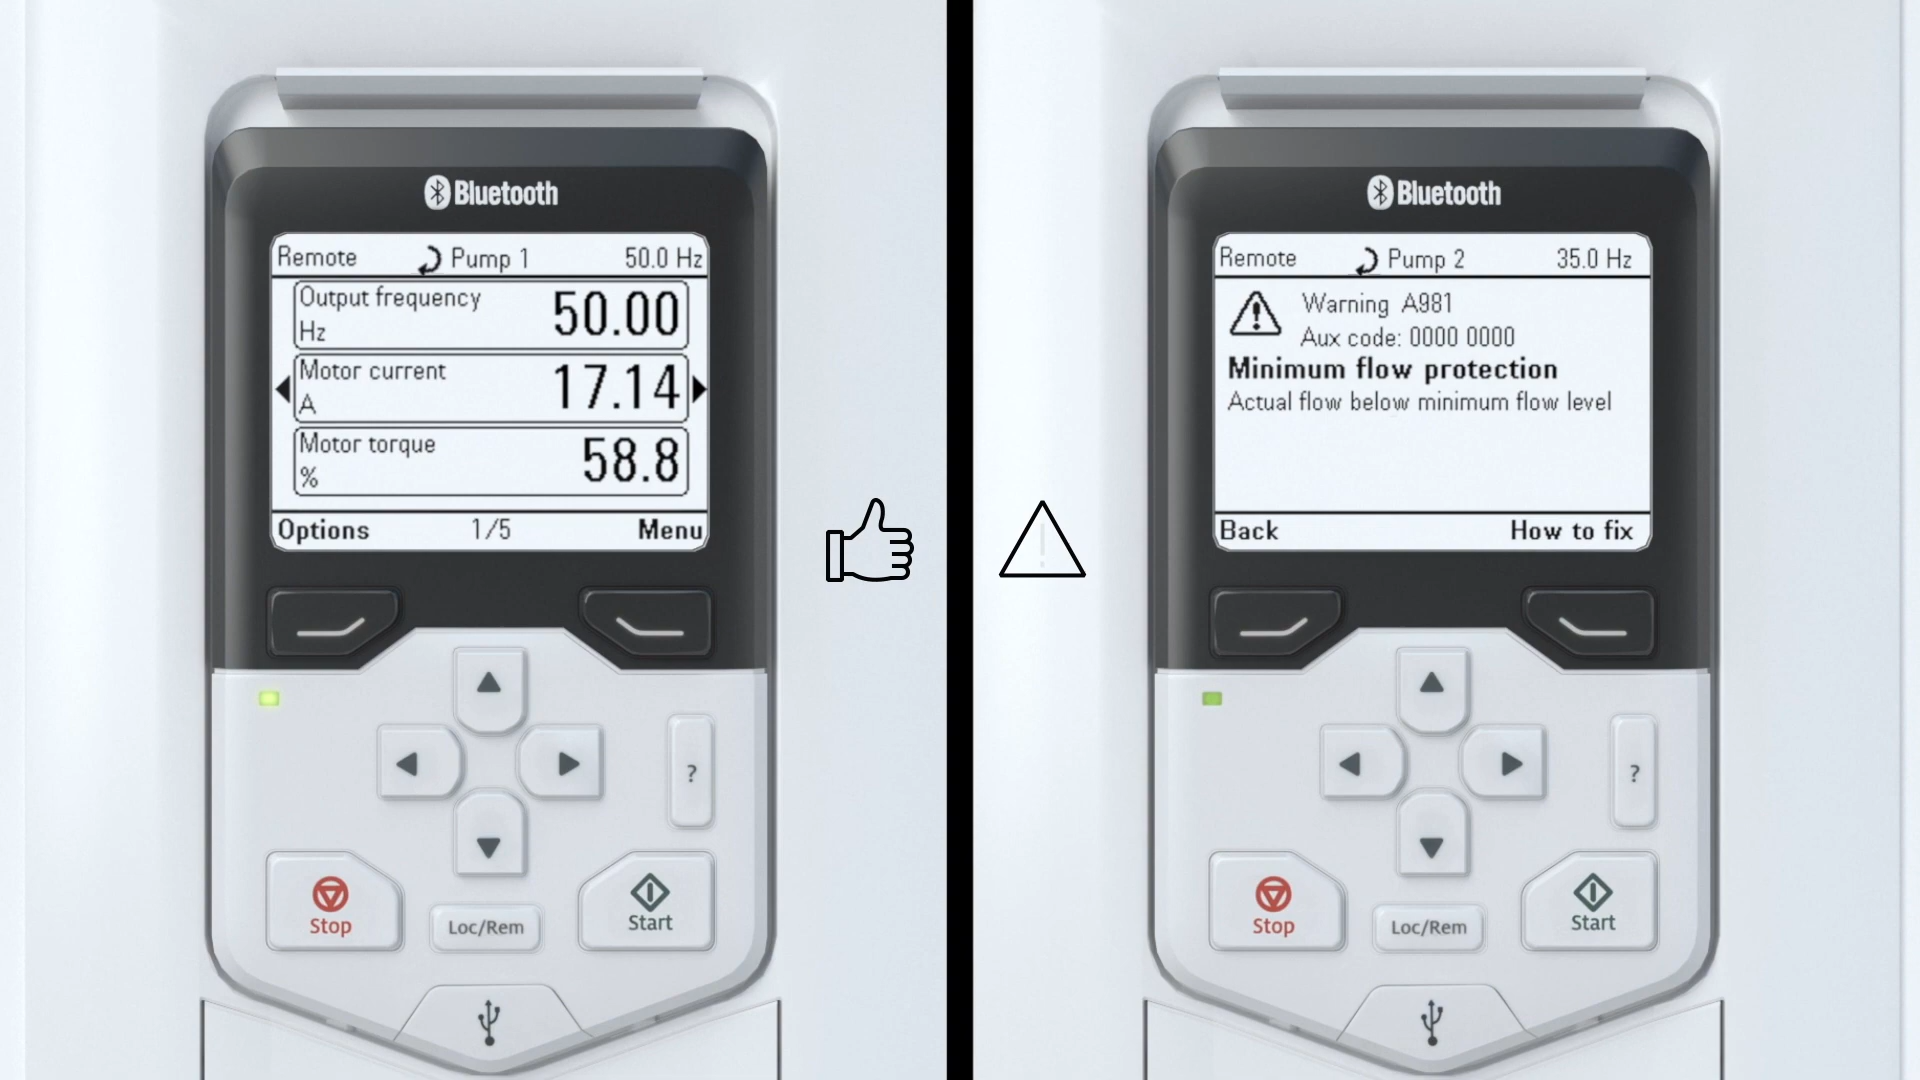 Bluetooth
Remote Pump 1 50.0 Hz
Output frequency
Hz
50.00
Motor current
A
17.14
Motor torque
%
58.8
Options 1/5 Menu
?
Stop
Loc/Rem
Start
Bluetooth
Remote Pump 2 35.0 Hz
Warning A981
Aux code: 0000 0000
Minimum flow protection
Actual flow below minimum flow level
Back How to fix
?
Stop
Loc/Rem
Start